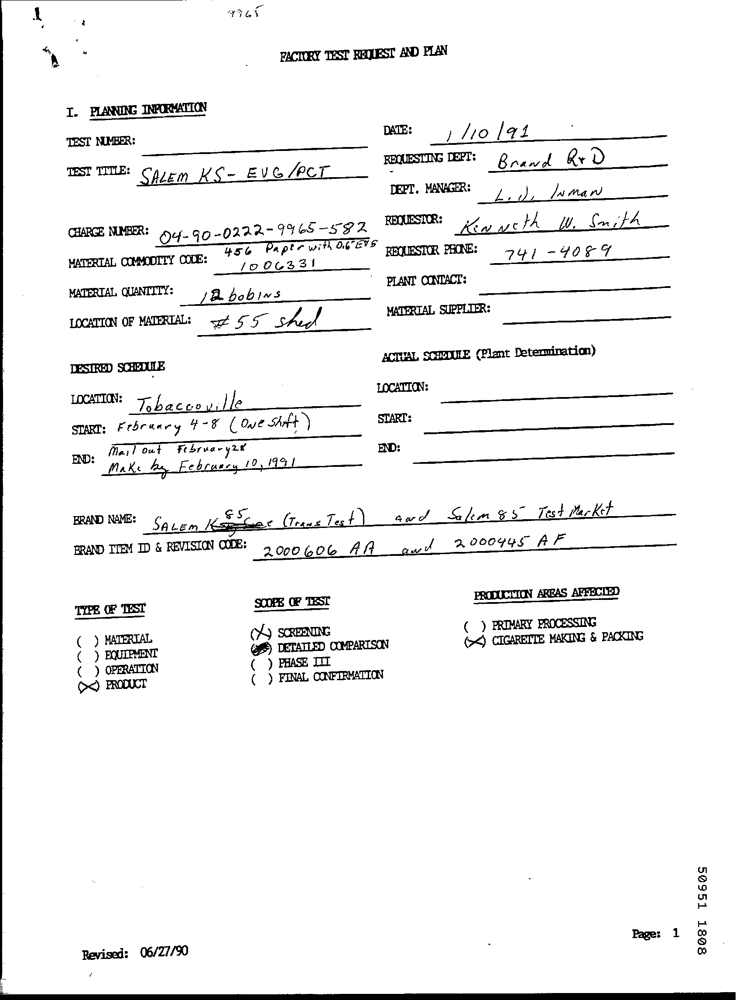 9965
FACTORY TEST REQUEST AND PLAN
I. PLANNING INFORMATION
TEST NUMBER:
DATE: 1/10/91
TEST TITLE: SALEM KS- EVG/PCT
REQUESTING DEPT: Brand R+D
DEPT. MANAGER: L.J. INMAN
CHARGE NUMBER: 04-90-0222-9965-582
REQUESTOR: Kenneth W. Smith
456 Paper with 0.6% EVG
MATERIAL COMMODITY CODE: 1006331
REQUESTOR PHONE: 741-4089
MATERIAL QUANTITY: 12 bobins
PLANT CONTACT:
LOCATION OF MATERIAL: #55 shed
MATERIAL SUPPLIER:
DESIRED SCHEDULE
ACTUAL SCHEDULE (Plant Determination)
LOCATION: Tobaccoville
LOCATION:
START: February 4-8 (One Shift)
START:
Mail out February 28
END: Make by February 10, 1991
END:
BRAND NAME: SALEM 85 (Trans Test) and Salem 85 Test Market
BRAND ITEM ID & REVISION CODE: 2000606 AA and 2000445 AF
TYPE OF TEST
SCOPE OF TEST
PRODUCTION AREAS AFFECTED
( ) MATERIAL
( ) EQUIPMENT
( ) OPERATION
(X) PRODUCT
(X) SCREENING
( ) DETAILED COMPARISON
( ) PHASE III
( ) FINAL CONFIRMATION
( ) PRIMARY PROCESSING
(X) CIGARETTE MAKING & PACKING
50951 1808
Page: 1
Revised: 06/27/90